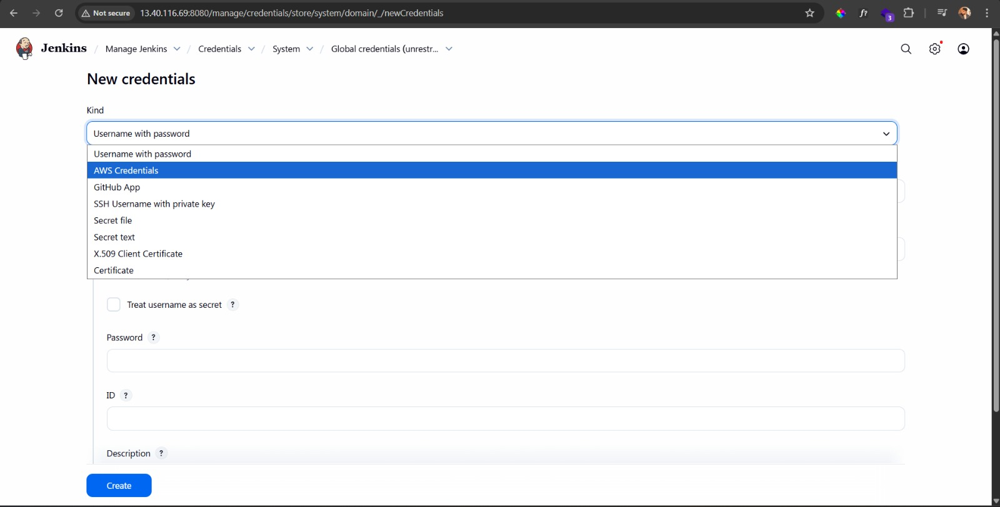 Not secure 13.40.116.69:8080/manage/credentials/store/system/domain/_/newCredentials
f?
3
Jenkins / Manage Jenkins / Credentials / System / Global credentials (unrestr...
New credentials
Kind
Username with password
Username with password
AWS Credentials
GitHub App
SSH Username with private key
Secret file
Secret text
X.509 Client Certificate
Certificate
Treat username as secret ?
Password ?
ID ?
Description ?
Create